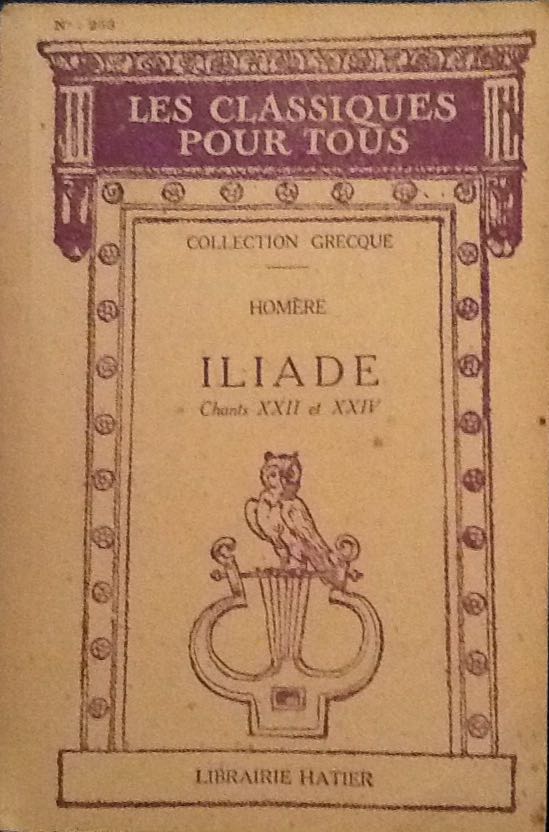 LES CLASSIQUES
POUR TOUS
COLLECTION GRECQUE
HOMÈRE
ILIADE
Chants XXII et XXIV
LIBRAIRIE HATIER